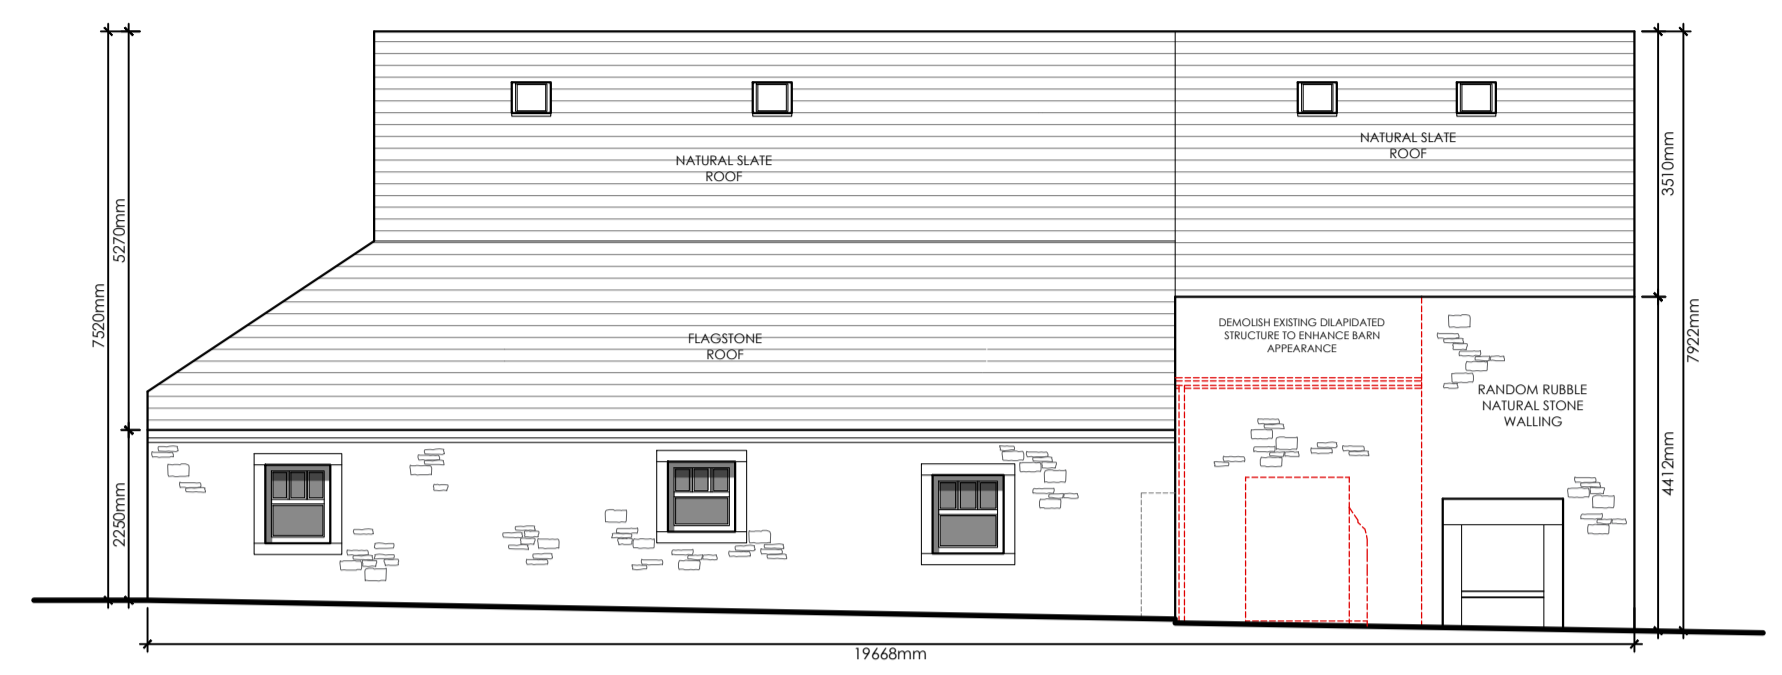 NATURAL SLATE
ROOF
NATURAL SLATE
ROOF
3510mm
5270mm
7520mm
FLAGSTONE
ROOF
DEMOLISH EXISTING DILAPIDATED
STRUCTURE TO ENHANCE BARN
APPEARANCE
7922mm
RANDOM RUBBLE
NATURAL STONE
WALLING
4412mm
2250mm
19668mm